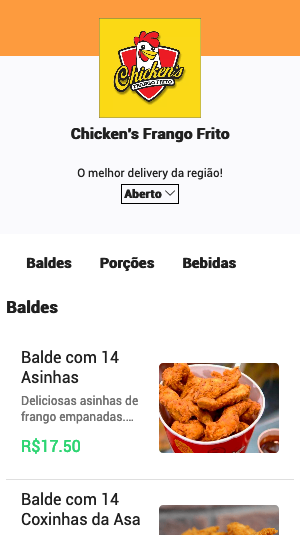 Chicken's
FRANGO FRITO
Chicken's Frango Frito
O melhor delivery da região!
Aberto
Baldes Porções Bebidas
Baldes
Balde com 14
Asinhas
Deliciosas asinhas de
frango empanadas....
R$17.50
Balde com 14
Coxinhas da Asa